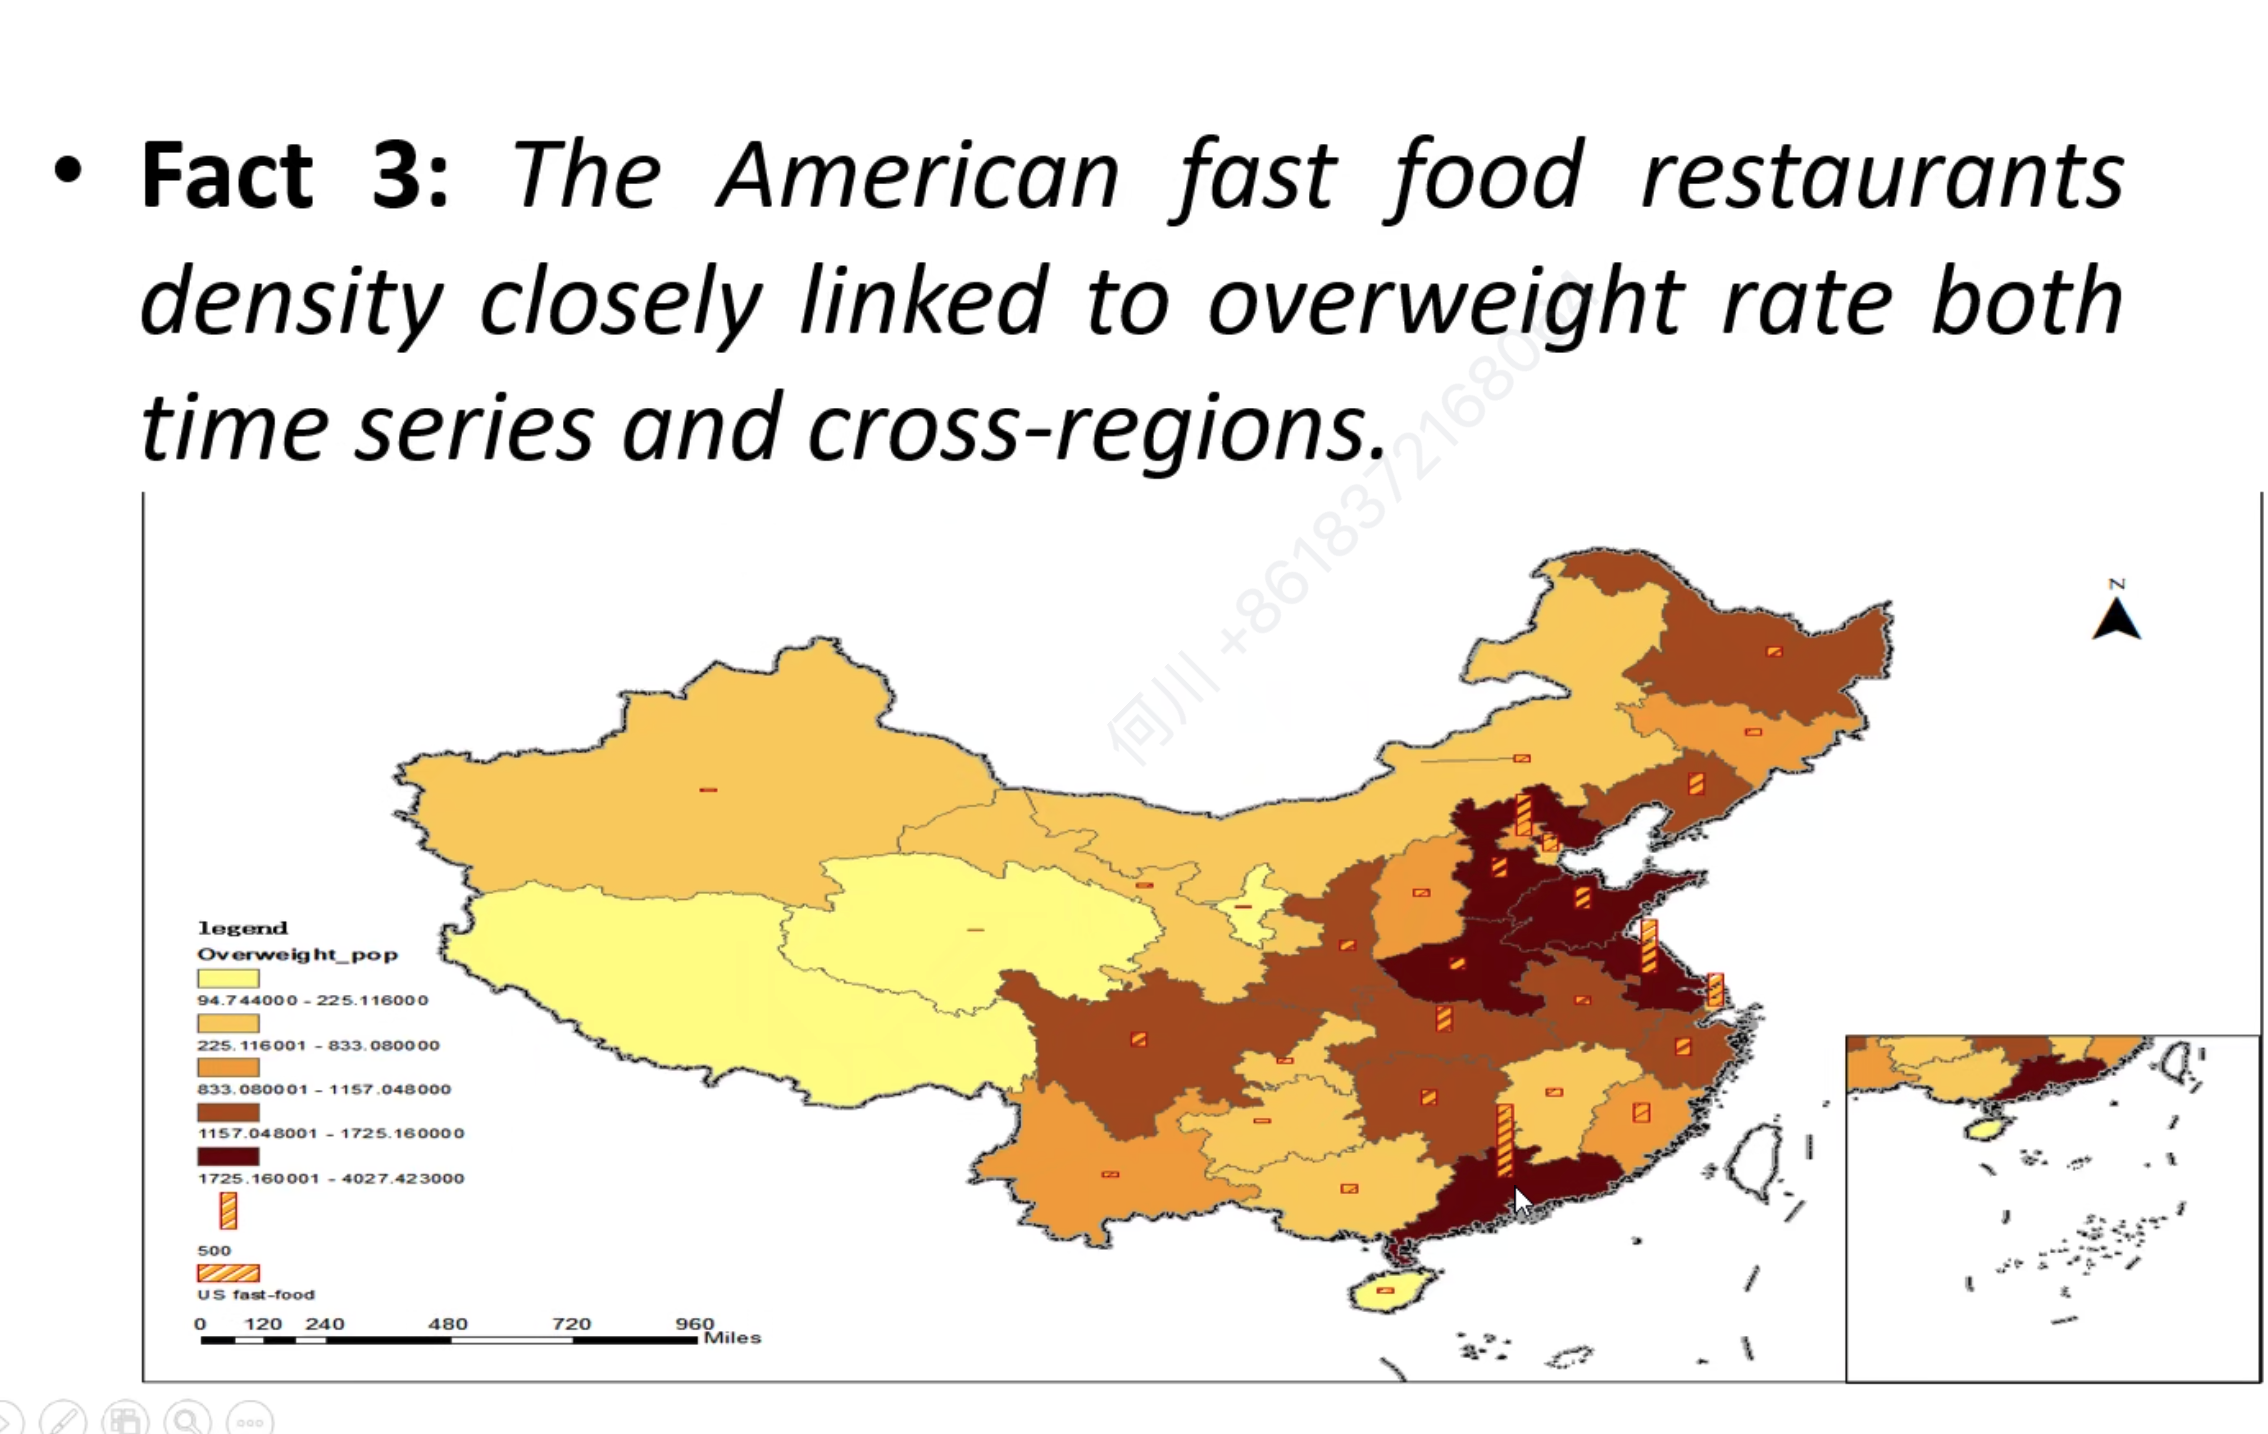 • Fact 3: The American fast food restaurants
density closely linked to overweight rate both
time series and cross-regions.
何川 +8618372168084
N
legend
Overweight_pop
94.744000 - 225.116000
225.116001 - 833.080000
833.080001 - 1157.048000
1157.048001 - 1725.160000
1725.160001 - 4027.423000
500
US fast-food
0 120 240 480 720 960
Miles